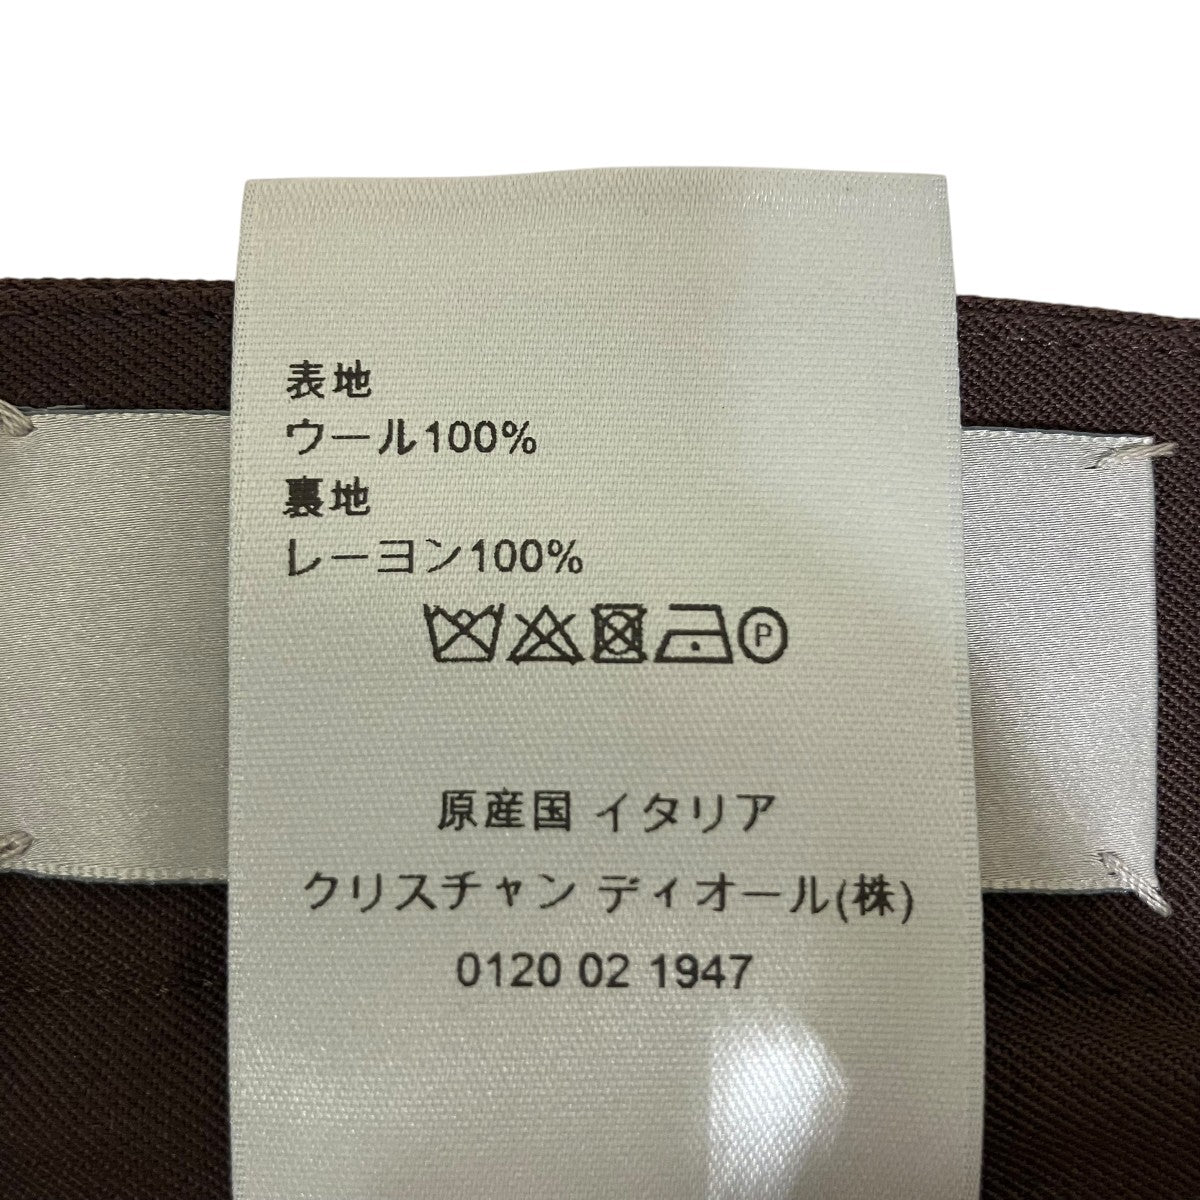 表地
ウール100%
裏地
レーヨン100%
P
原産国 イタリア
クリスチャン ディオール(株)
0120 02 1947